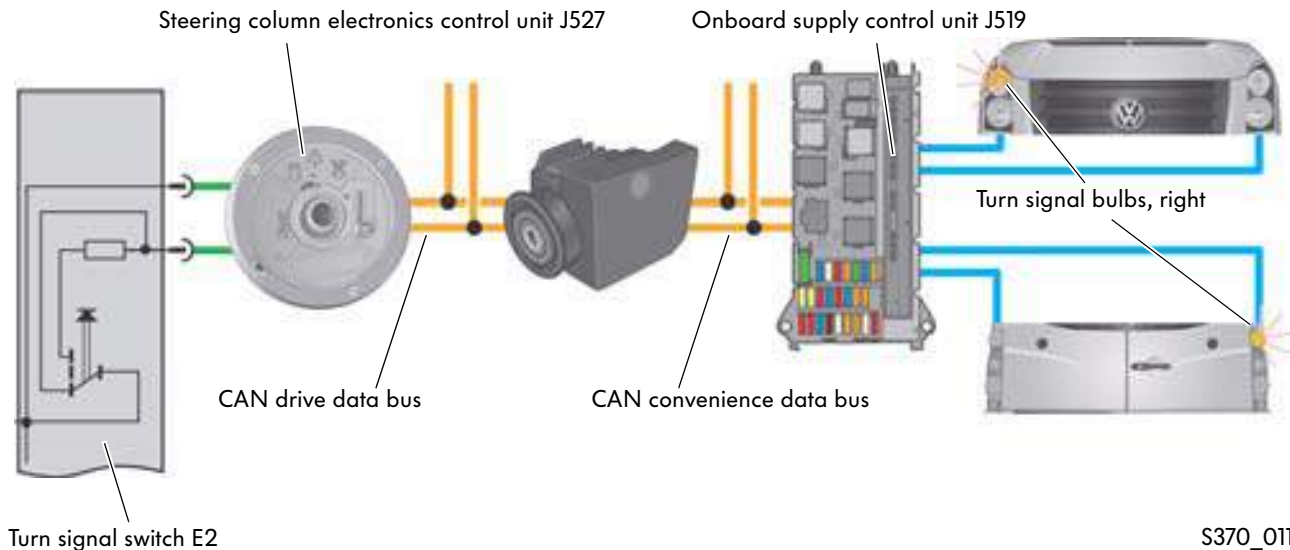 Steering column electronics control unit J527
Onboard supply control unit J519
Turn signal bulbs, right
CAN drive data bus
CAN convenience data bus
Turn signal switch E2
S370_011